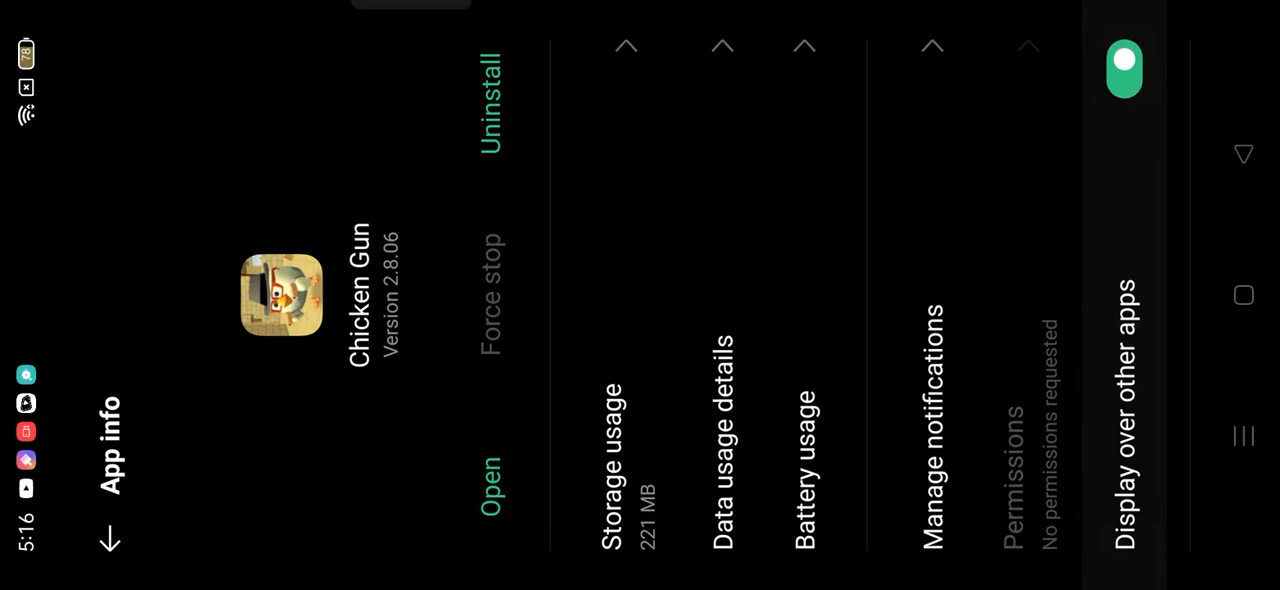 5:16
78
App info
Chicken Gun
Version 2.8.06
Open
Force stop
Uninstall
Storage usage
221 MB
Data usage details
Battery usage
Manage notifications
Permissions
No permissions requested
Display over other apps